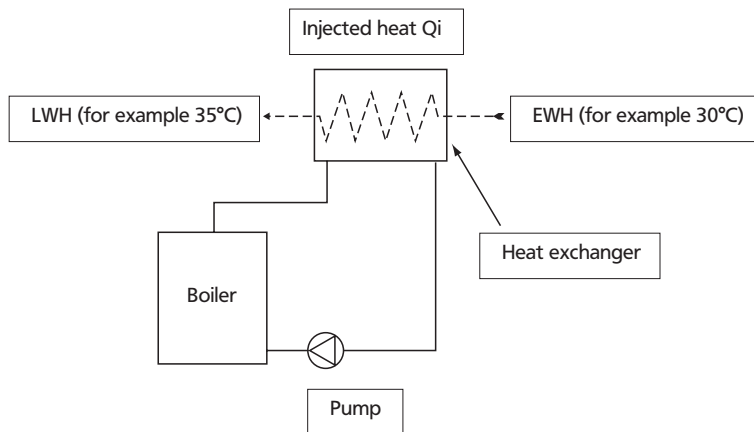 Injected heat Qi
LWH (for example 35°C)
EWH (for example 30°C)
Heat exchanger
Boiler
Pump